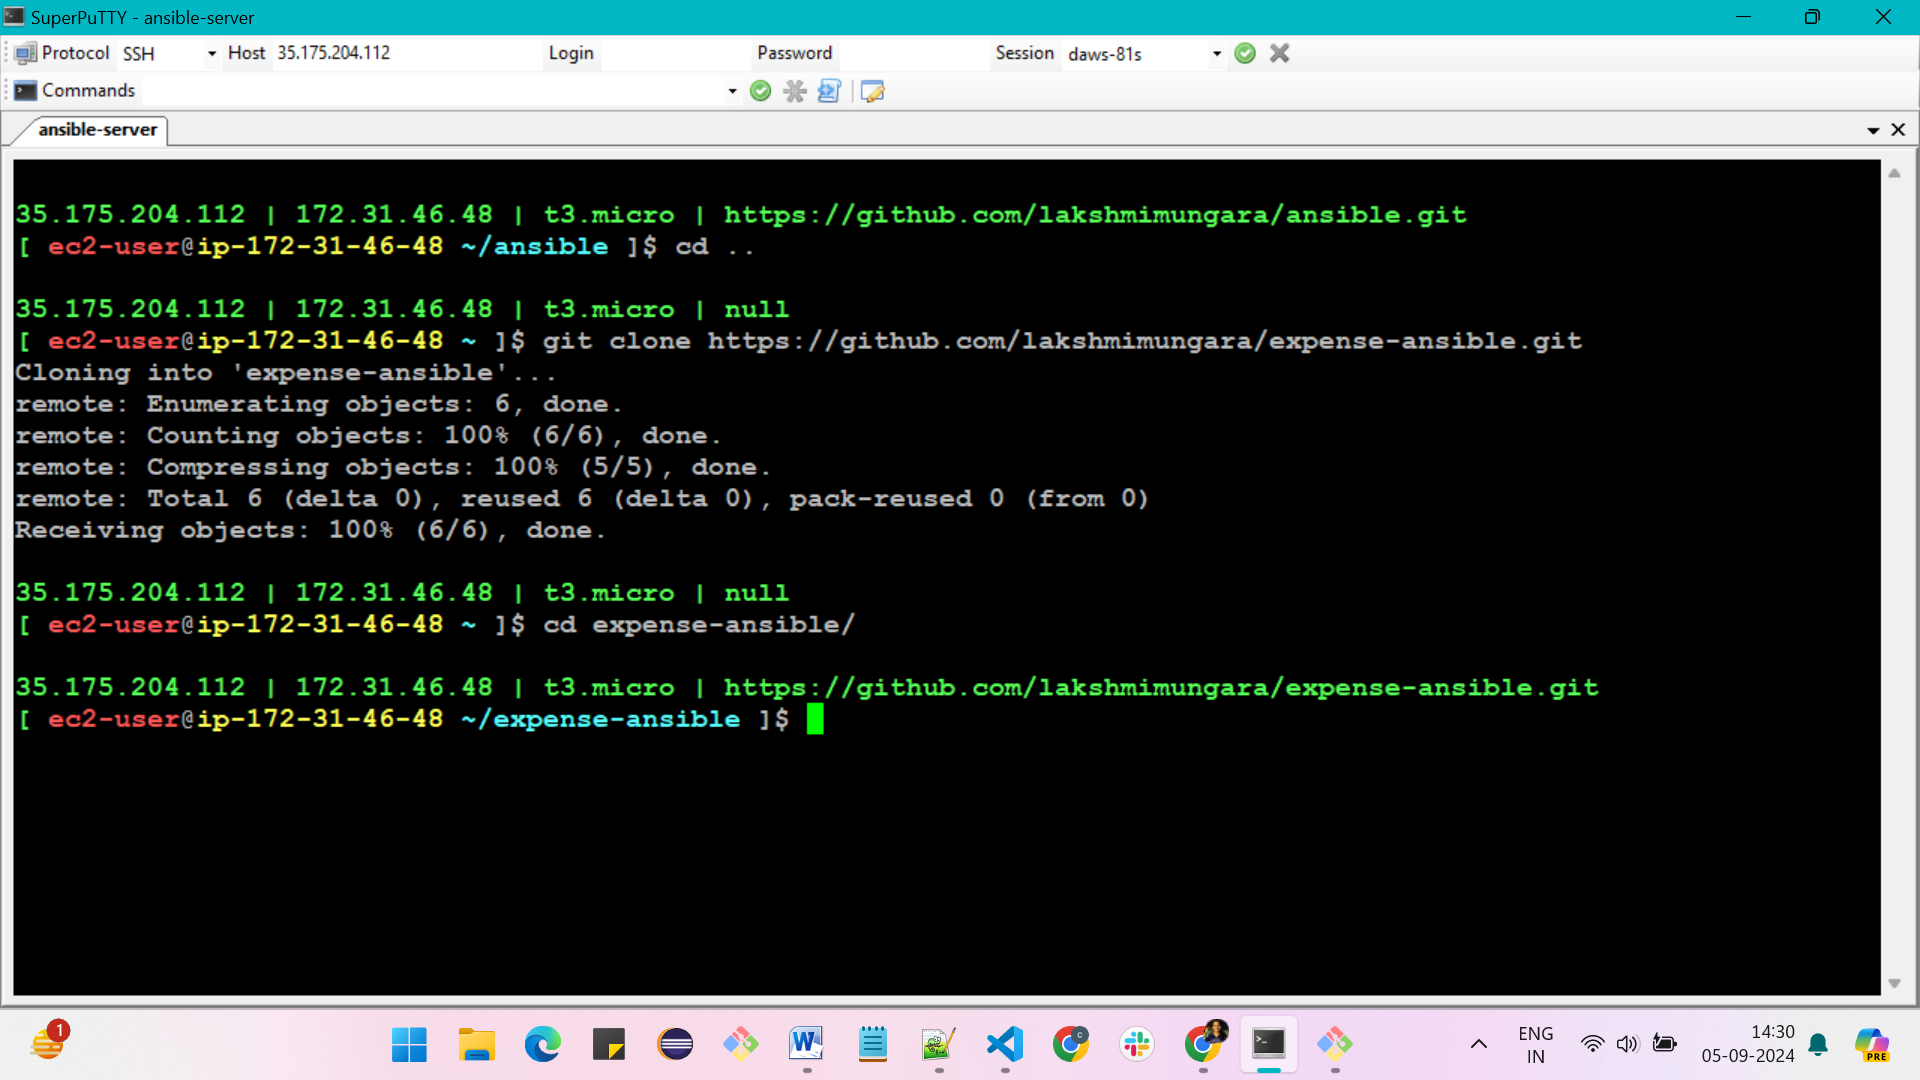 SuperPuTTY - ansible-server
Protocol SSH Host 35.175.204.112 Login Password Session daws-81s
Commands
ansible-server
35.175.204.112 | 172.31.46.48 | t3.micro | https://github.com/lakshmimungara/ansible.git
[ ec2-user@ip-172-31-46-48 ~/ansible ]$ cd ..
35.175.204.112 | 172.31.46.48 | t3.micro | null
[ ec2-user@ip-172-31-46-48 ~ ]$ git clone https://github.com/lakshmimungara/expense-ansible.git
Cloning into 'expense-ansible'...
remote: Enumerating objects: 6, done.
remote: Counting objects: 100% (6/6), done.
remote: Compressing objects: 100% (5/5), done.
remote: Total 6 (delta 0), reused 6 (delta 0), pack-reused 0 (from 0)
Receiving objects: 100% (6/6), done.
35.175.204.112 | 172.31.46.48 | t3.micro | null
[ ec2-user@ip-172-31-46-48 ~ ]$ cd expense-ansible/
35.175.204.112 | 172.31.46.48 | t3.micro | https://github.com/lakshmimungara/expense-ansible.git
[ ec2-user@ip-172-31-46-48 ~/expense-ansible ]$
1
W
C
ENG
IN
14:30
05-09-2024
PRE